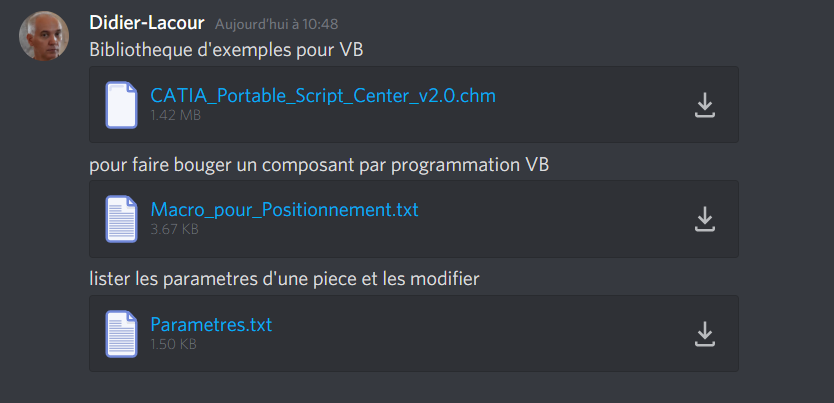 Didier-Lacour Aujourd'hui à 10:48
Bibliotheque d'exemples pour VB
CATIA_Portable_Script_Center_v2.0.chm
1.42 MB
pour faire bouger un composant par programmation VB
Macro_pour_Positionnement.txt
3.67 KB
lister les parametres d'une piece et les modifier
Parametres.txt
1.50 KB